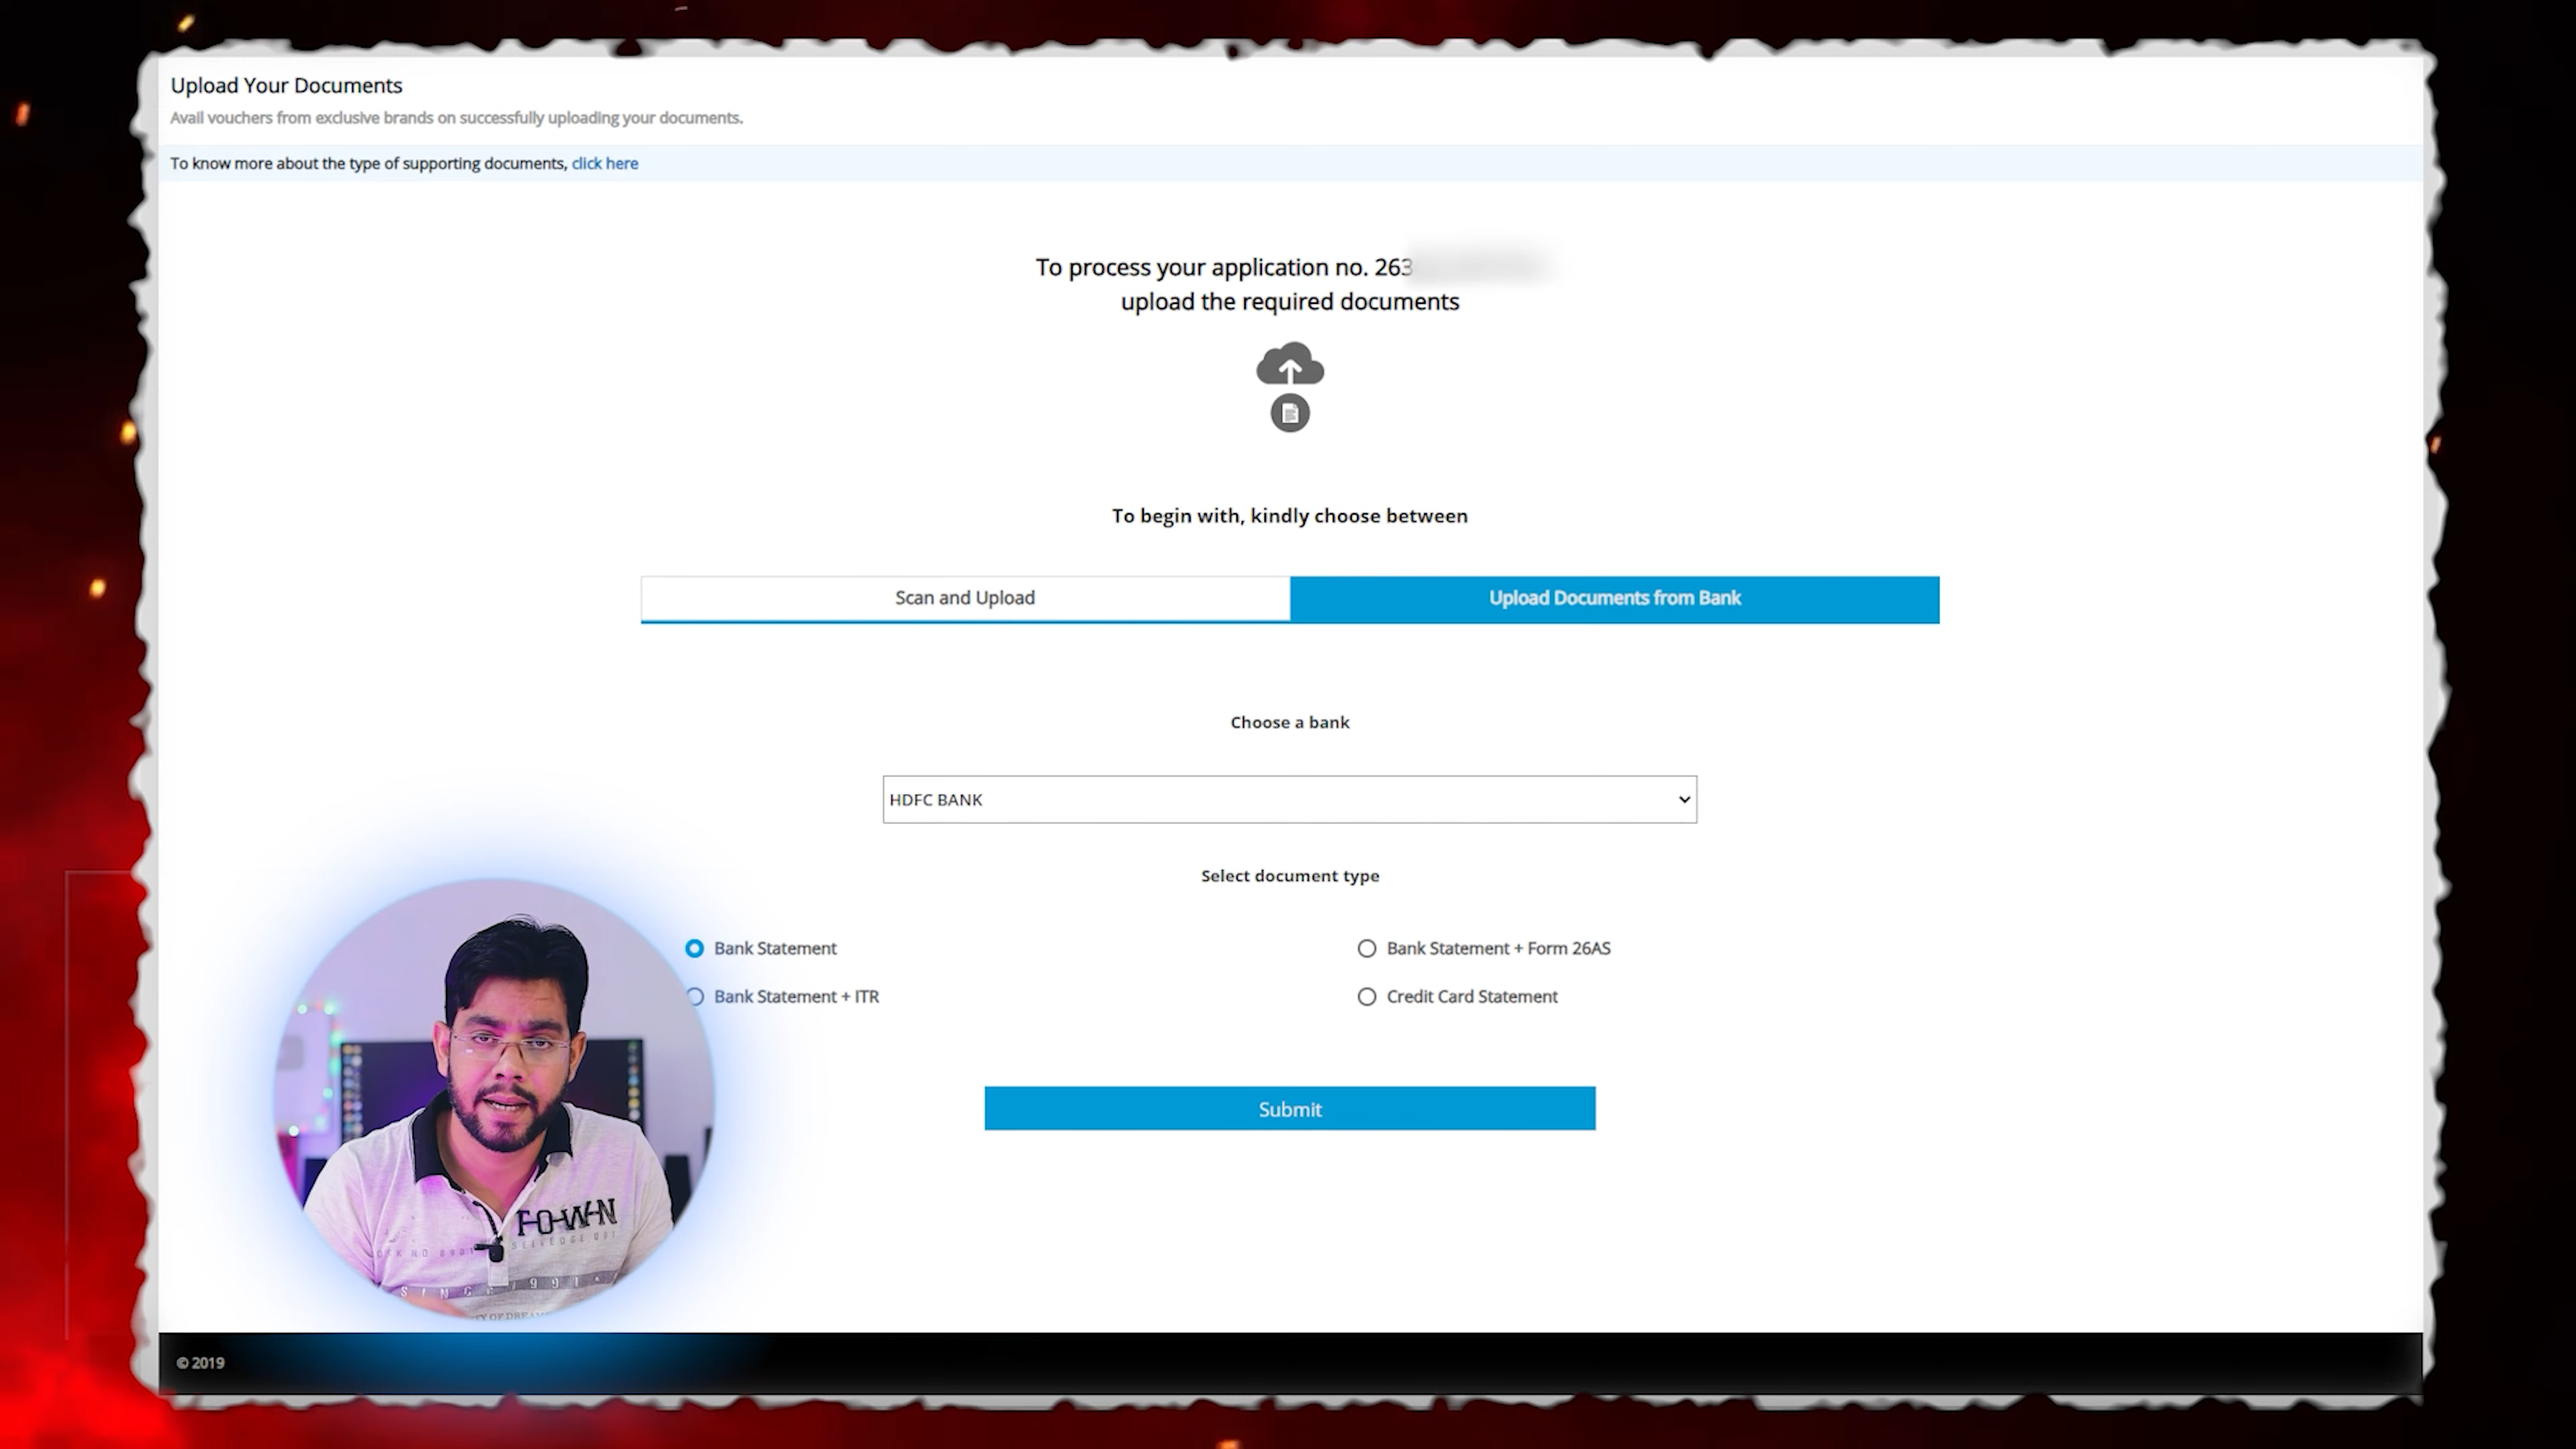 Upload Your Documents
Avail vouchers from exclusive brands on successfully uploading your documents.
To know more about the type of supporting documents, click here
To process your application no. 263
upload the required documents
To begin with, kindly choose between
Scan and Upload
Upload Documents from Bank
Choose a bank
HDFC BANK
Select document type
Bank Statement
Bank Statement + Form 26AS
Bank Statement + ITR
Credit Card Statement
Submit
F-O-W-N
© 2019